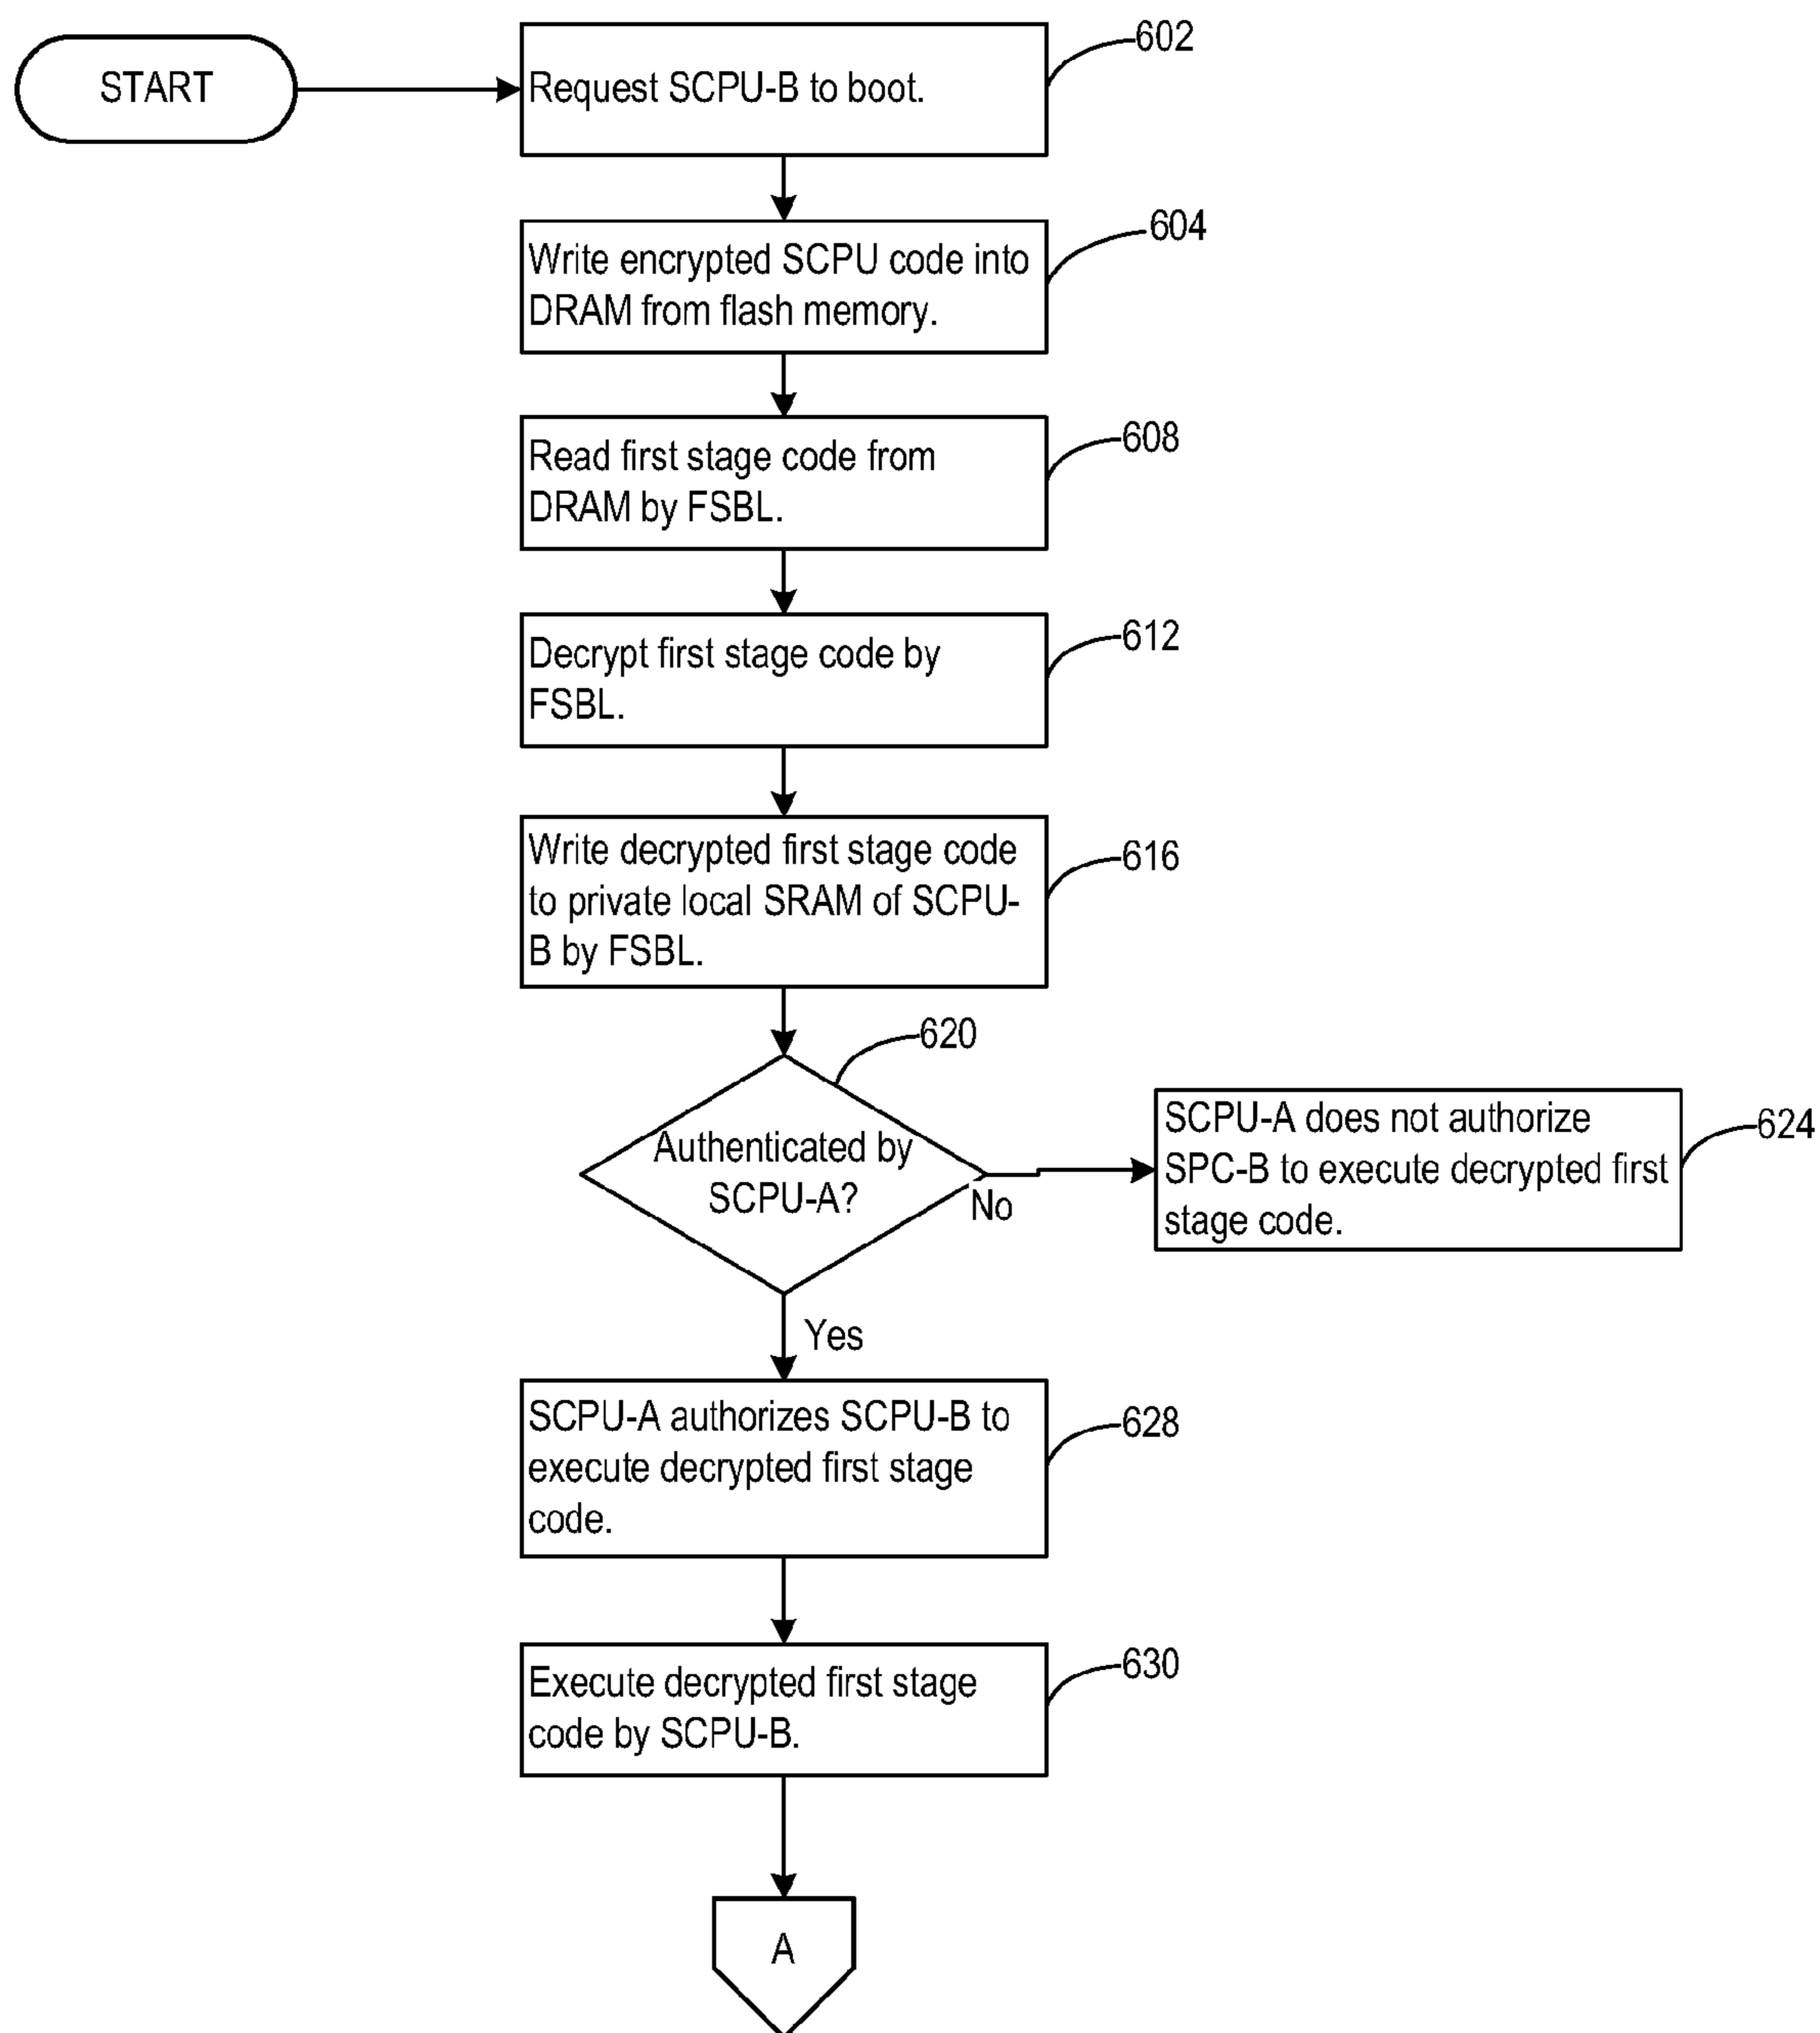 START
Request SCPU-B to boot.
602
Write encrypted SCPU code into
DRAM from flash memory.
604
Read first stage code from
DRAM by FSBL.
608
Decrypt first stage code by
FSBL.
612
Write decrypted first stage code
to private local SRAM of SCPU-
B by FSBL.
616
620
Authenticated by
SCPU-A?
No
SCPU-A does not authorize
SPC-B to execute decrypted first
stage code.
624
Yes
SCPU-A authorizes SCPU-B to
execute decrypted first stage
code.
628
Execute decrypted first stage
code by SCPU-B.
630
A